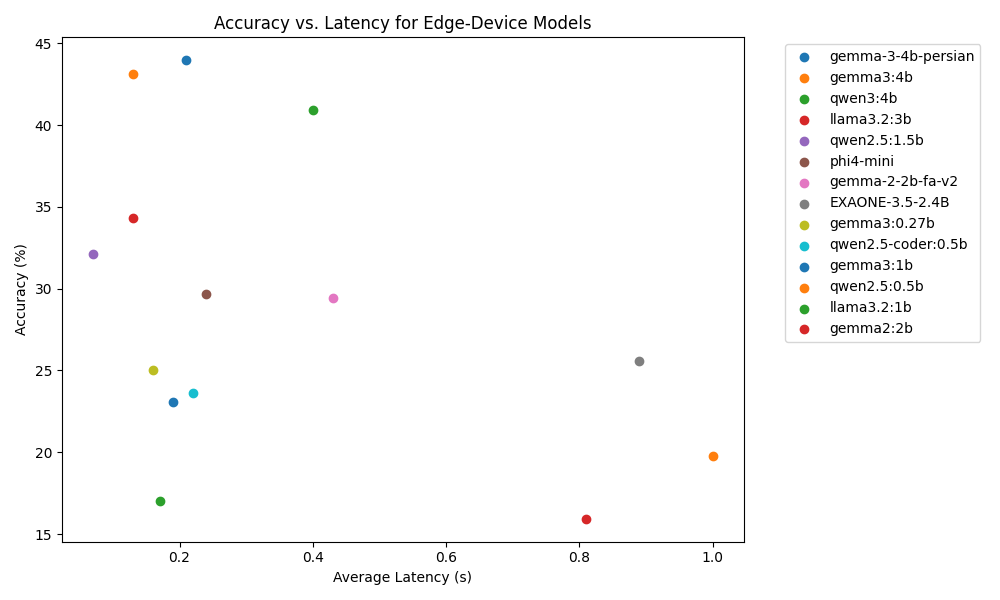 Accuracy vs. Latency for Edge-Device Models
45
40
35
30
25
20
15
Accuracy (%)
0.2
0.4
0.6
0.8
1.0
Average Latency (s)
gemma-3-4b-persian
gemma3:4b
qwen3:4b
llama3.2:3b
qwen2.5:1.5b
phi4-mini
gemma-2-2b-fa-v2
EXAONE-3.5-2.4B
gemma3:0.27b
qwen2.5-coder:0.5b
gemma3:1b
qwen2.5:0.5b
llama3.2:1b
gemma2:2b